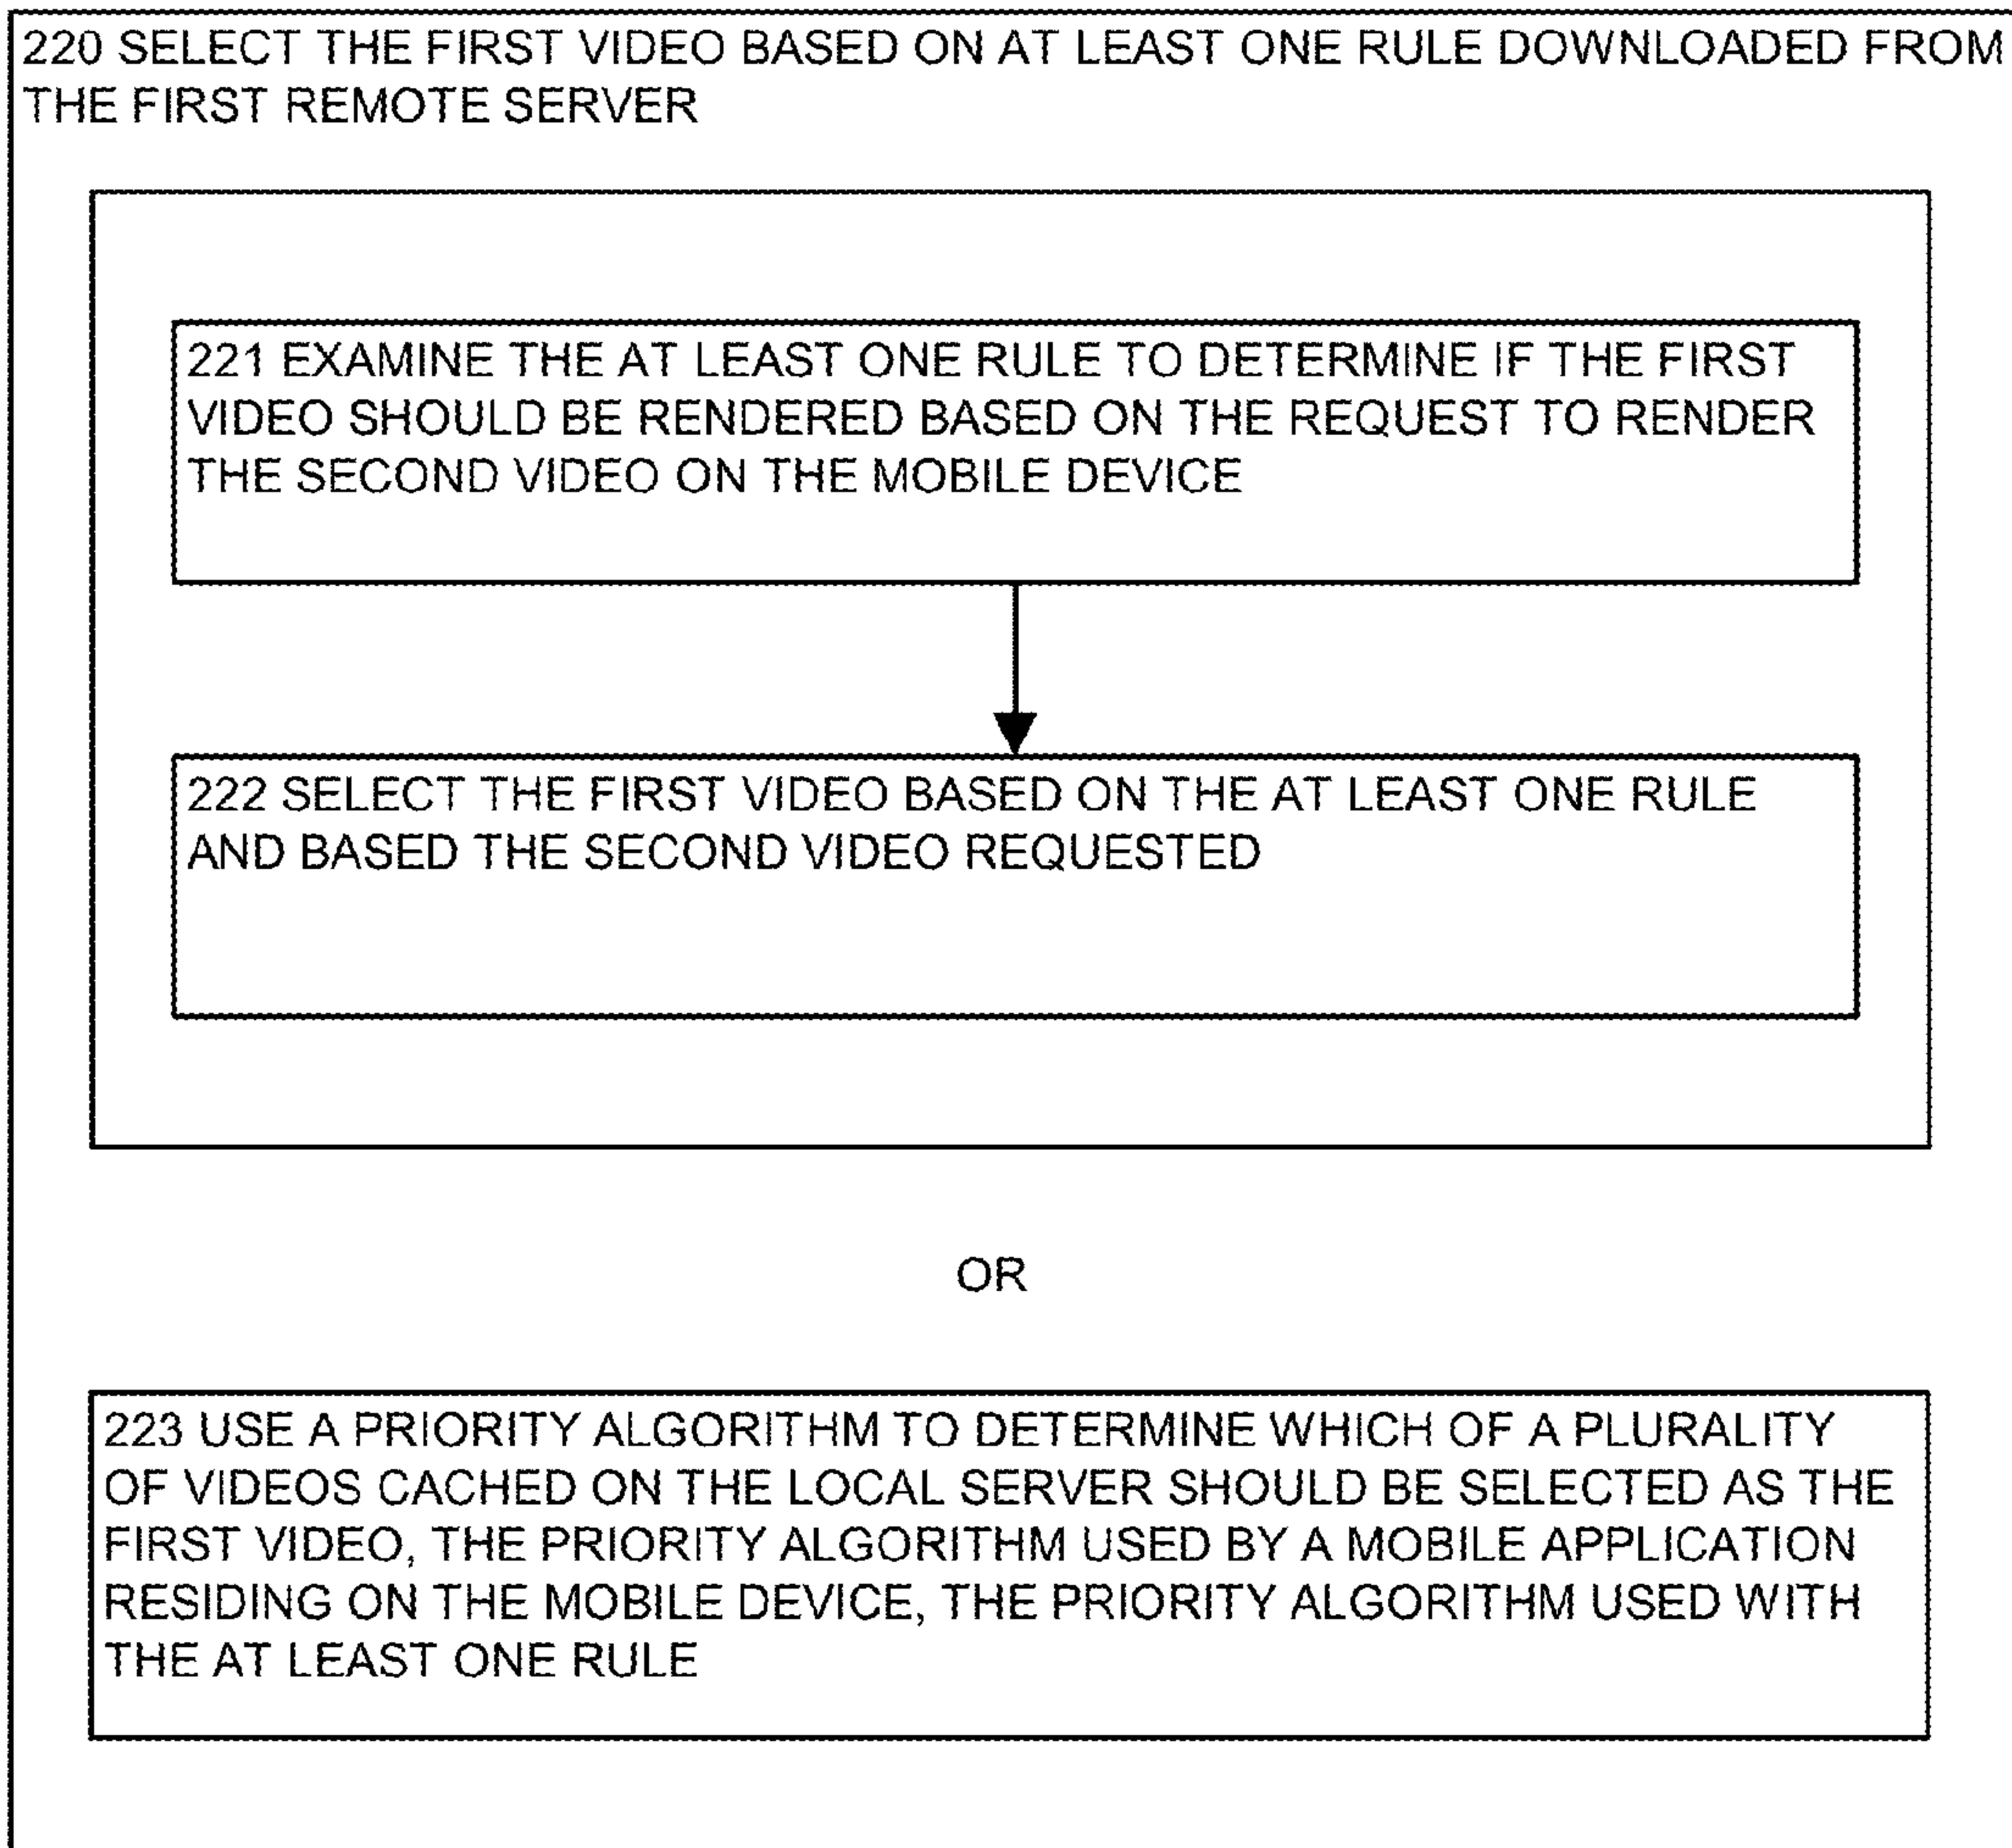 220 SELECT THE FIRST VIDEO BASED ON AT LEAST ONE RULE DOWNLOADED FROM
THE FIRST REMOTE SERVER
221 EXAMINE THE AT LEAST ONE RULE TO DETERMINE IF THE FIRST
VIDEO SHOULD BE RENDERED BASED ON THE REQUEST TO RENDER
THE SECOND VIDEO ON THE MOBILE DEVICE
222 SELECT THE FIRST VIDEO BASED ON THE AT LEAST ONE RULE
AND BASED THE SECOND VIDEO REQUESTED
OR
223 USE A PRIORITY ALGORITHM TO DETERMINE WHICH OF A PLURALITY
OF VIDEOS CACHED ON THE LOCAL SERVER SHOULD BE SELECTED AS THE
FIRST VIDEO, THE PRIORITY ALGORITHM USED BY A MOBILE APPLICATION
RESIDING ON THE MOBILE DEVICE, THE PRIORITY ALGORITHM USED WITH
THE AT LEAST ONE RULE